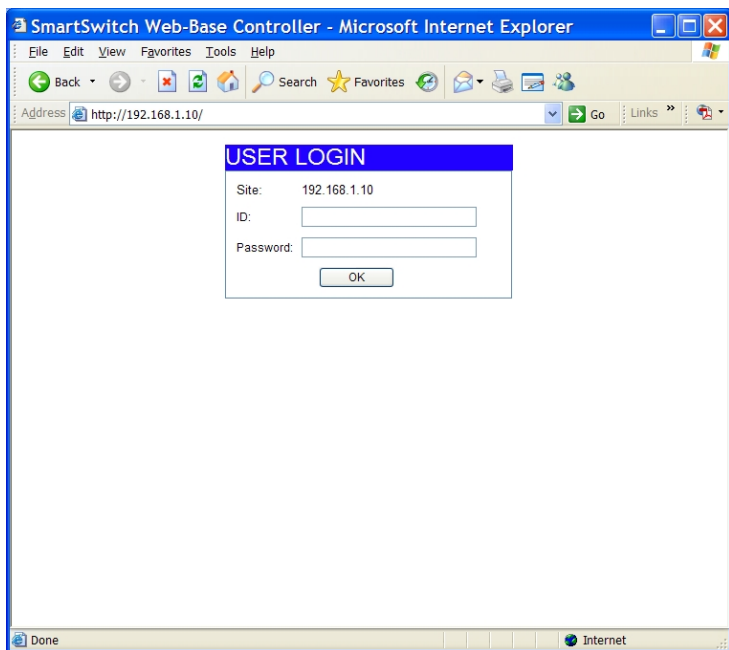 SmartSwitch Web-Base Controller - Microsoft Internet Explorer
File Edit View Favorites Tools Help
Back Search Favorites
Address http://192.168.1.10/ Go Links »
USER LOGIN
Site: 192.168.1.10
ID:
Password:
OK
Done Internet